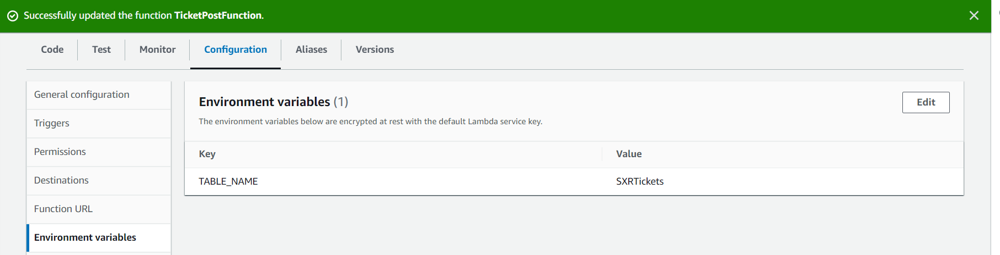 Successfully updated the function TicketPostFunction.
Code Test Monitor Configuration Aliases Versions
General configuration
Triggers
Permissions
Destinations
Function URL
Environment variables
Environment variables (1)
Edit
The environment variables below are encrypted at rest with the default Lambda service key.
Key Value
TABLE_NAME SXRTickets